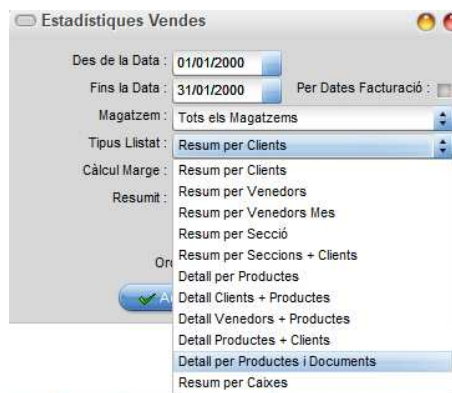 Estadístiques Vendes
Des de la Data : 01/01/2000
Fins la Data : 31/01/2000 Per Dates Facturació :
Magatzem : Tots els Magatzems
Tipus Llistat : Resum per Clients
Càlcul Marge : Resum per Clients
Resum per Venedors
Resumit : Resum per Venedors Mes
Resum per Secció
Resum per Seccions + Clients
Detall per Productes
Detall Clients + Productes
Detall Venedors + Productes
Detall Productes + Clients
Detall per Productes i Documents
Resum per Caixes